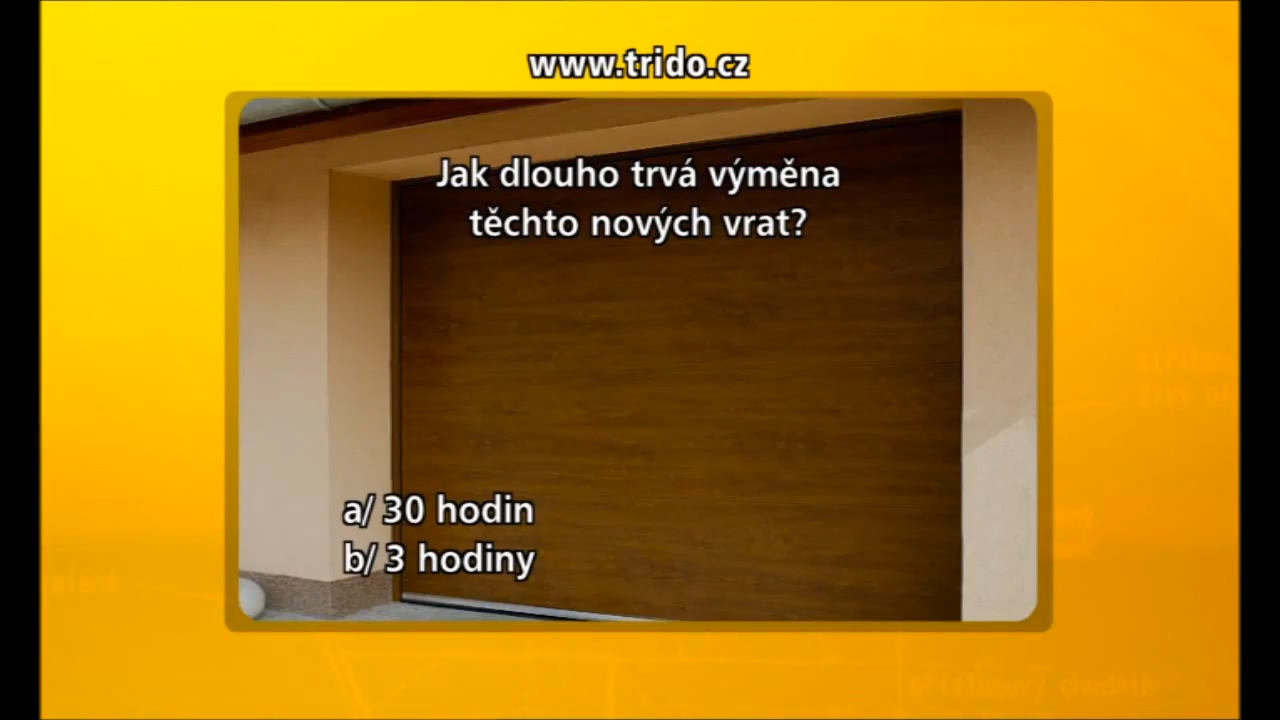 www.trido.cz
Jak dlouho trvá výměna
těchto nových vrat?
a/ 30 hodin
b/ 3 hodiny